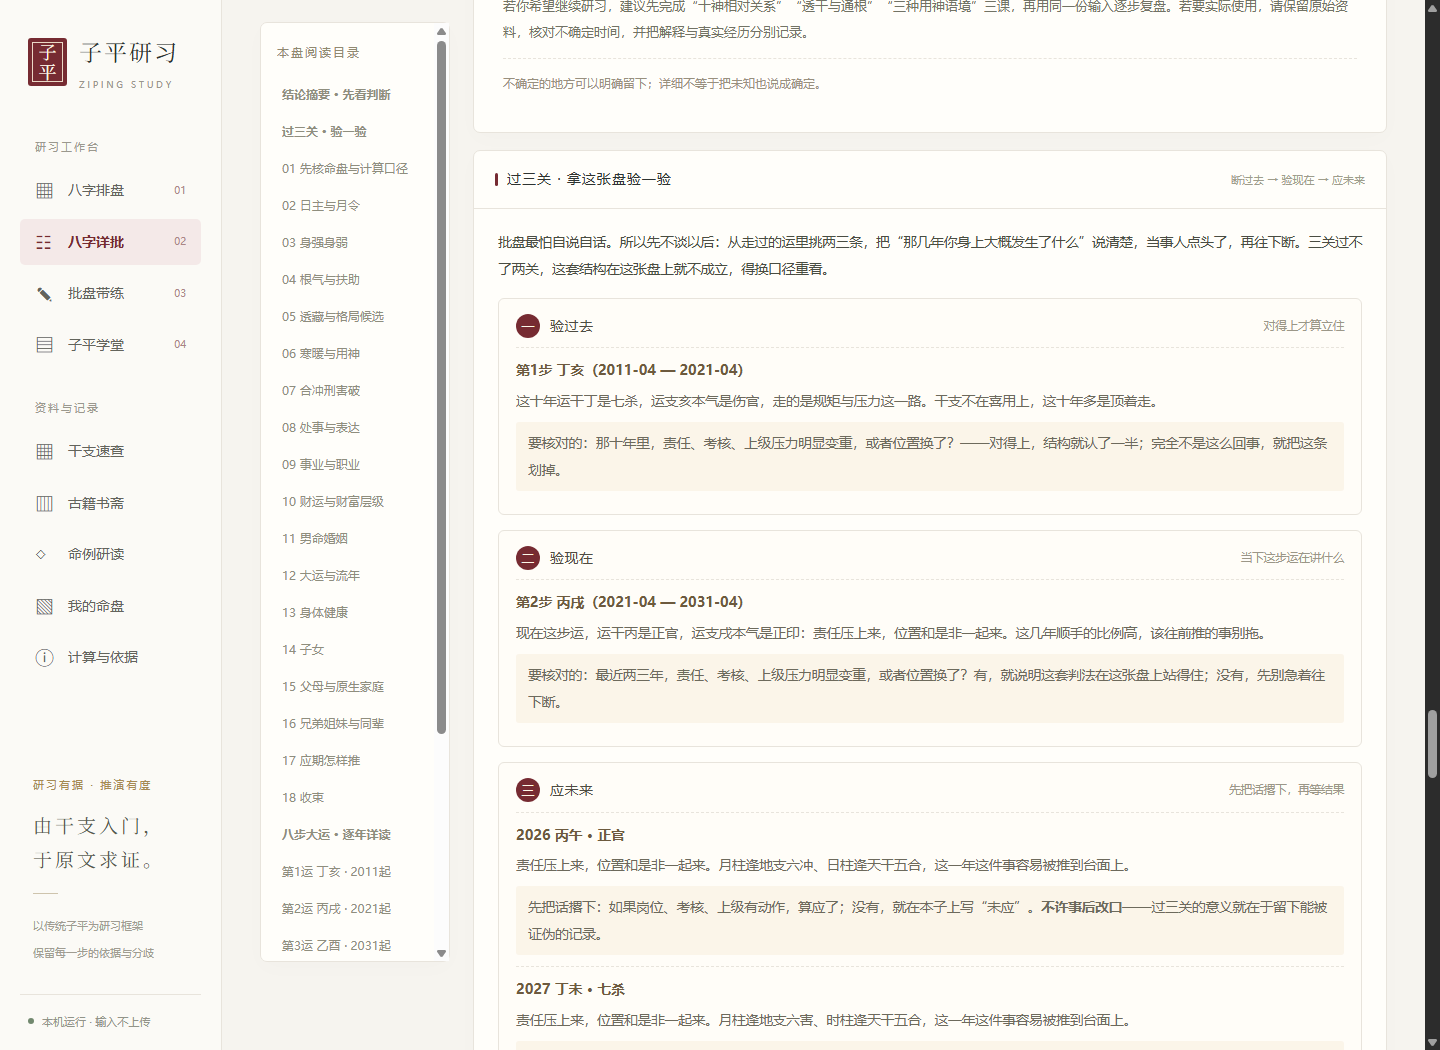 子平
子平研习
ZIPING STUDY
研习工作台
八字排盘 01
八字详批 02
批盘带练 03
子平学堂 04
资料与记录
干支速查
古籍书斋
命例研读
我的命盘
计算与依据
研习有据 · 推演有度
由干支入门，
于原文求证。
以传统子平为研习框架
保留每一步的依据与分歧
本机运行 · 输入不上传
本盘阅读目录
结论摘要 • 先看判断
过三关 • 验一验
01 先核命盘与计算口径
02 日主与月令
03 身强身弱
04 根气与扶助
05 透藏与格局候选
06 寒暖与用神
07 合冲刑害破
08 处事与表达
09 事业与职业
10 财运与财富层级
11 男命婚姻
12 大运与流年
13 身体健康
14 子女
15 父母与原生家庭
16 兄弟姐妹与同辈
17 应期怎样推
18 收束
八步大运 • 逐年详读
第1运 丁亥 · 2011起
第2运 丙戌 · 2021起
第3运 乙酉 · 2031起
若你希望继续研习，建议先完成“十神相对关系”“透干与通根”“三种用神语境”三课，再用同一份输入逐步复盘。若要实际使用，请保留原始资
料，核对不确定时间，并把解释与真实经历分别记录。
不确定的地方可以明确留下；详细不等于把未知也说成确定。
过三关 · 拿这张盘验一验
断过去 → 验现在 → 应未来
批盘最怕自说自话。所以先不谈以后：从走过的运里挑两三条，把“那几年你身上大概发生了什么”说清楚，当事人点头了，再往下断。三关过不
了两关，这套结构在这张盘上就不成立，得换口径重看。
一 验过去
对得上才算立住
第1步 丁亥（2011-04 — 2021-04）
这十年运干丁是七杀，运支亥本气是伤官，走的是规矩与压力这一路。干支不在喜用上，这十年多是顶着走。
要核对的：那十年里，责任、考核、上级压力明显变重，或者位置换了？——对得上，结构就认了一半；完全不是这么回事，就把这条
划掉。
二 验现在
当下这步运在讲什么
第2步 丙戌（2021-04 — 2031-04）
现在这步运，运干丙是正官，运支戌本气是正印：责任压上来，位置和是非一起来。这几年顺手的比例高，该往前推的事别拖。
要核对的：最近两三年，责任、考核、上级压力明显变重，或者位置换了？有，就说明这套判法在这张盘上站得住；没有，先别急着往
下断。
三 应未来
先把话撂下，再等结果
2026 丙午 • 正官
责任压上来，位置和是非一起来。月柱逢地支六冲、日柱逢天干五合，这一年这件事容易被推到台面上。
先把话撂下：如果岗位、考核、上级有动作，算应了；没有，就在本子上写“未应”。不许事后改口——过三关的意义就在于留下能被
证伪的记录。
2027 丁未 • 七杀
责任压上来，位置和是非一起来。月柱逢地支六害、时柱逢天干五合，这一年这件事容易被推到台面上。